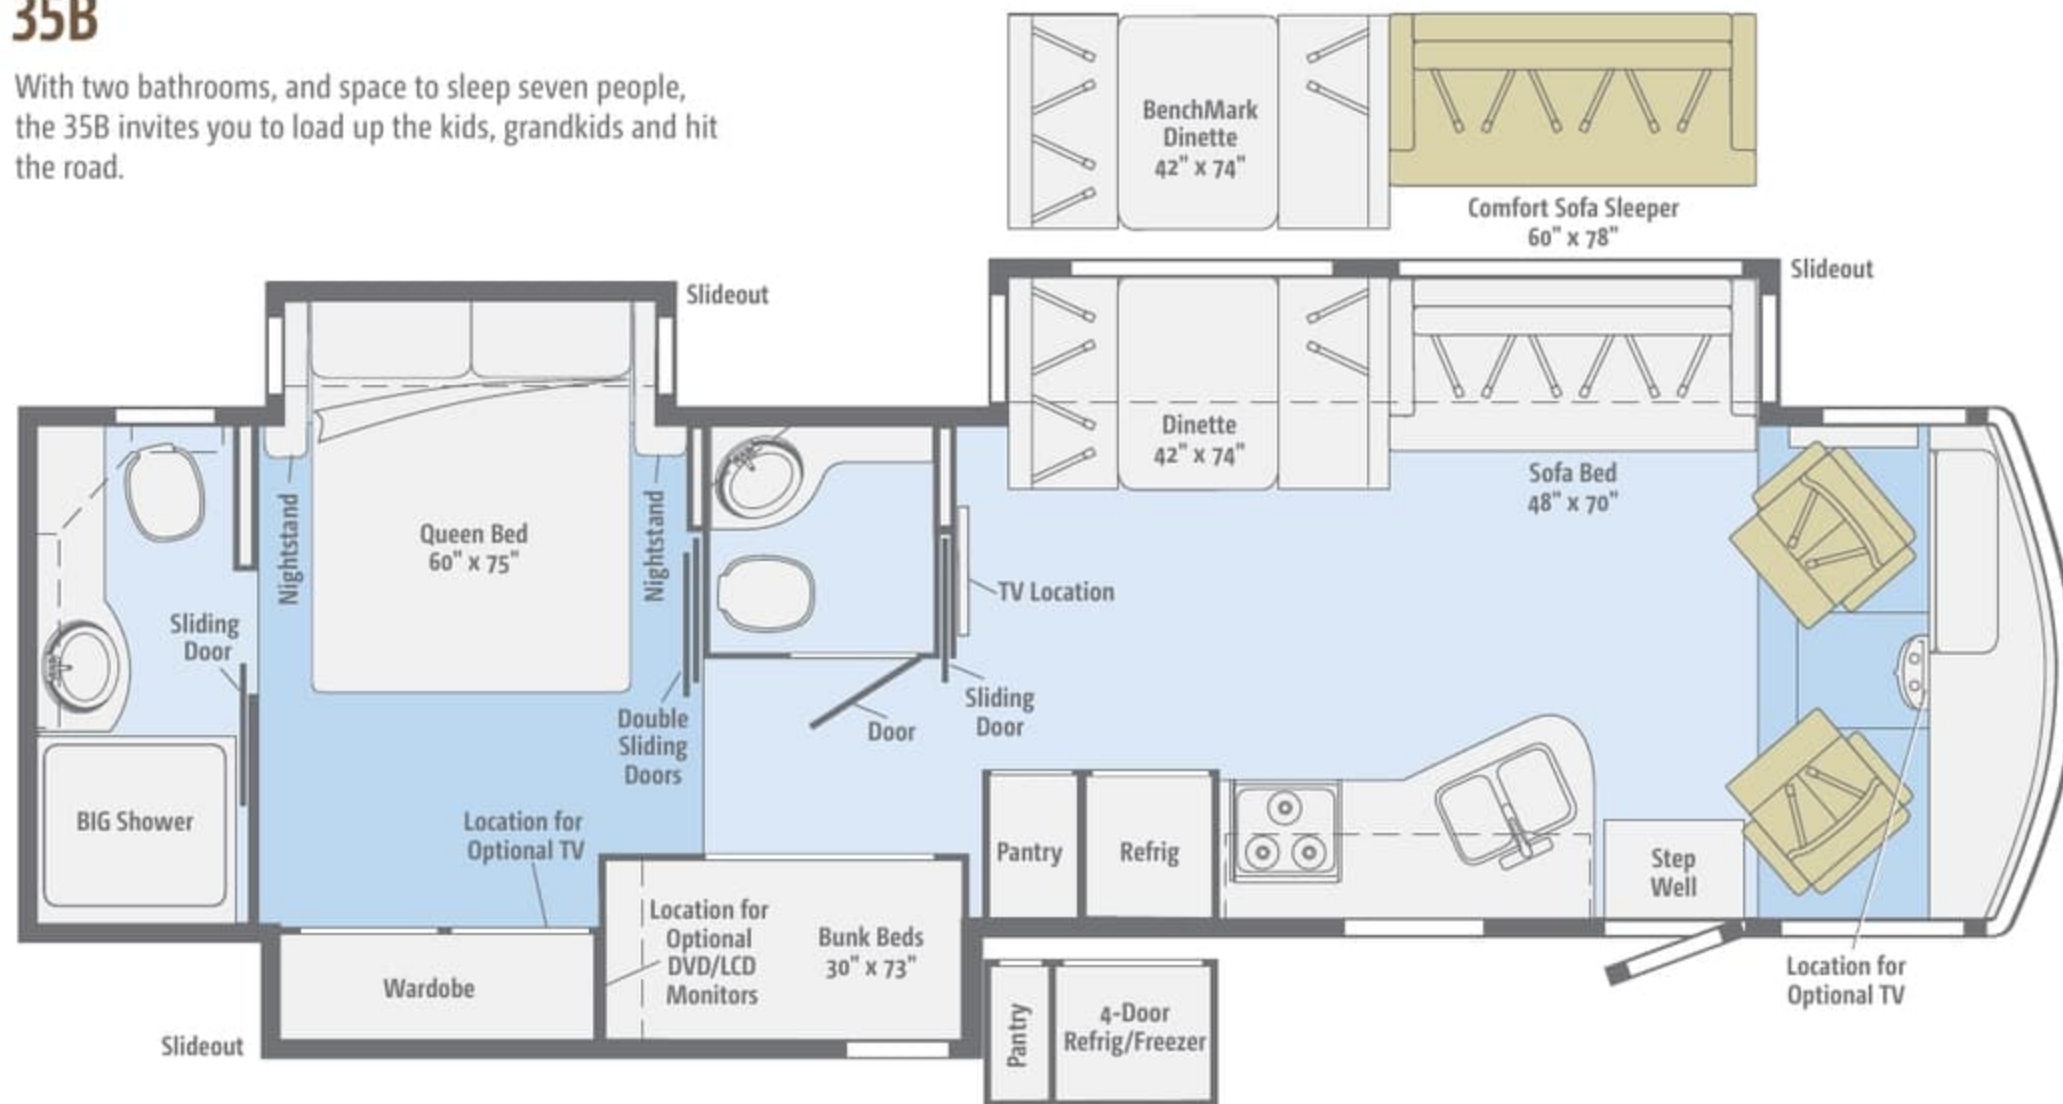 35B
With two bathrooms, and space to sleep seven people,
the 35B invites you to load up the kids, grandkids and hit
the road.
BenchMark
Dinette
42" x 74"
Comfort Sofa Sleeper
60" x 78"
Slideout
Slideout
Dinette
42" x 74"
Sofa Bed
48" x 70"
Nightstand
Queen Bed
60" x 75"
Nightstand
TV Location
Sliding
Door
Double
Sliding
Doors
Door
Sliding
Door
BIG Shower
Location for
Optional TV
Pantry
Refrig
Step
Well
Location for
Optional
DVD/LCD
Monitors
Bunk Beds
30" x 73"
Wardobe
Location for
Optional TV
Slideout
Pantry
4-Door
Refrig/Freezer